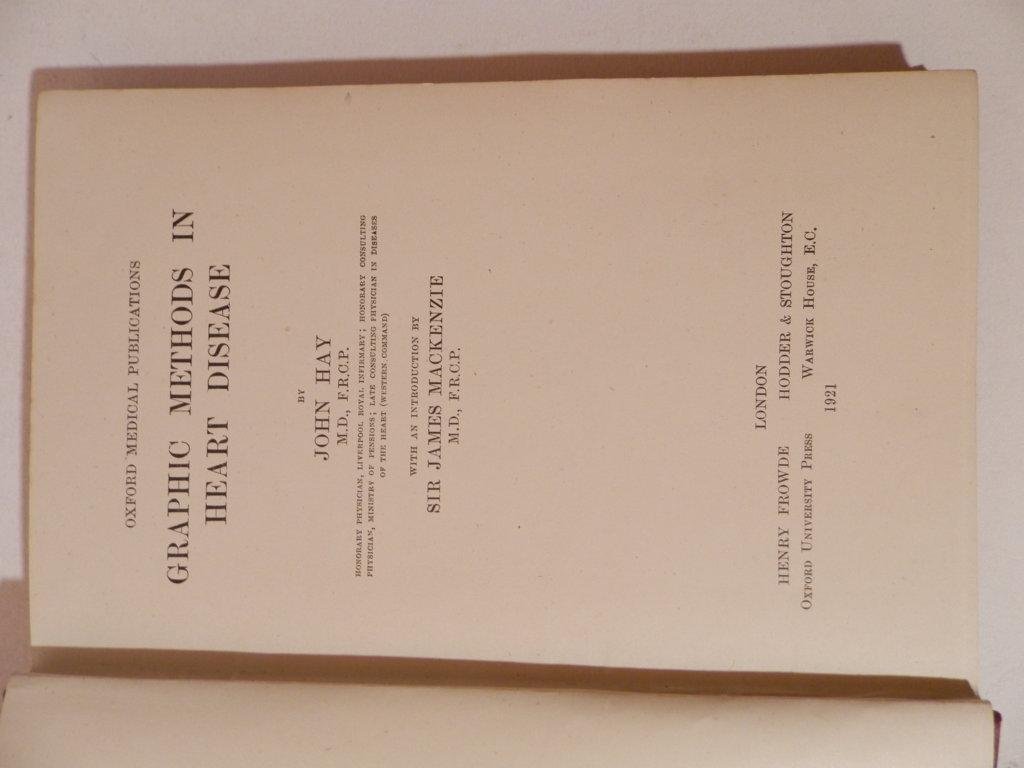 OXFORD MEDICAL PUBLICATIONS
GRAPHIC METHODS IN
HEART DISEASE
BY
JOHN HAY
M.D., F.R.C.P.
HONORARY PHYSICIAN, LIVERPOOL ROYAL INFIRMARY; HONORARY CONSULTING
PHYSICIAN, MINISTRY OF PENSIONS; LATE CONSULTING PHYSICIAN IN DISEASES
OF THE HEART (WESTERN COMMAND)
WITH AN INTRODUCTION BY
SIR JAMES MACKENZIE
M.D., F.R.C.P.
LONDON
HENRY FROWDE HODDER & STOUGHTON
OXFORD UNIVERSITY PRESS WARWICK HOUSE, E.C.
1921